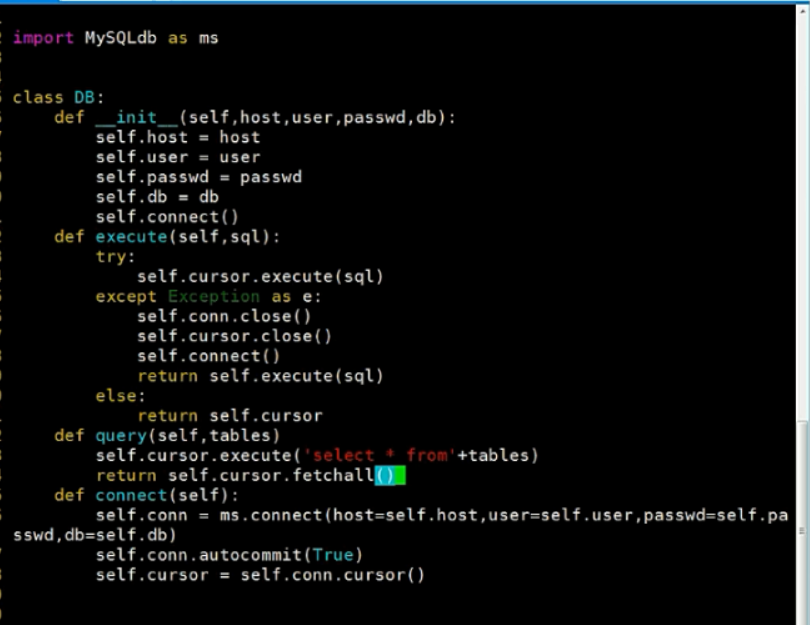 import MySQLdb as ms
class DB:
    def __init__(self,host,user,passwd,db):
        self.host = host
        self.user = user
        self.passwd = passwd
        self.db = db
        self.connect()
    def execute(self,sql):
        try:
            self.cursor.execute(sql)
        except Exception as e:
            self.conn.close()
            self.cursor.close()
            self.connect()
            return self.execute(sql)
        else:
            return self.cursor
    def query(self,tables)
        self.cursor.execute('select * from'+tables)
        return self.cursor.fetchall()
    def connect(self):
        self.conn = ms.connect(host=self.host,user=self.user,passwd=self.pa
sswd,db=self.db)
        self.conn.autocommit(True)
        self.cursor = self.conn.cursor()